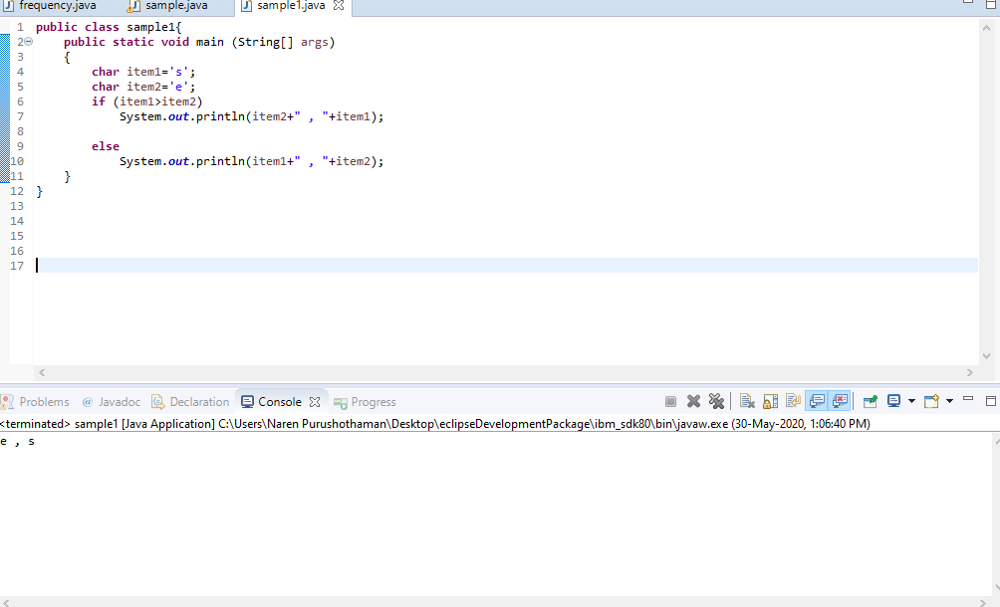 frequency.java sample.java sample1.java
1 public class sample1{
2 public static void main (String[] args)
3 {
4 char item1='s';
5 char item2='e';
6 if (item1>item2)
7 System.out.println(item2+" , "+item1);
8
9 else
10 System.out.println(item1+" , "+item2);
11 }
12 }
13
14
15
16
17
Problems @ Javadoc Declaration Console Progress
<terminated> sample1 [Java Application] C:\Users\Naren Purushothaman\Desktop\eclipseDevelopmentPackage\ibm_sdk80\bin\javaw.exe (30-May-2020, 1:06:40 PM)
e , s